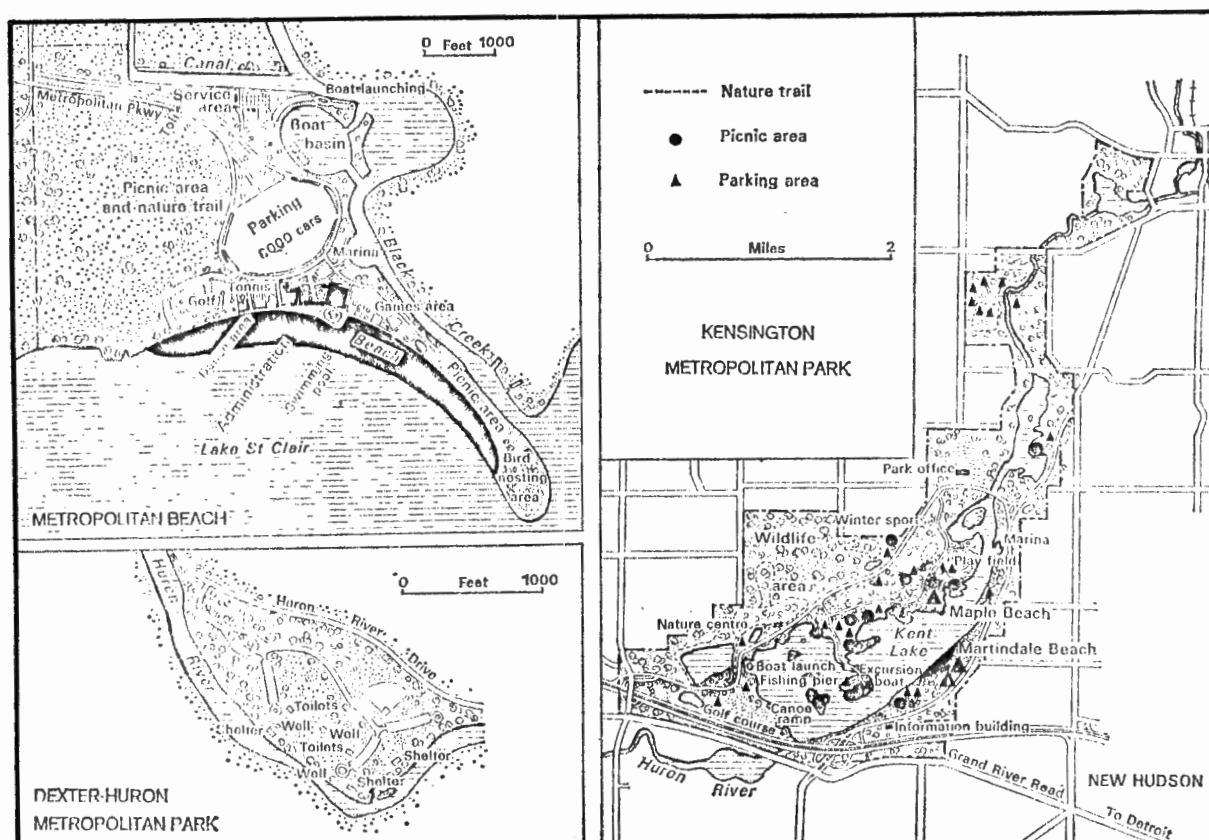 0 Feet 1000
Canal
Metropolitan Pkwy
Toll
Service
area
Boat launching
Boat
basin
Picnic area
and nature trail
Parking
6000 cars
Marina
Black
Creek
Tennis
Golf
Games area
Beach
Administration
Swimming
pool
Picnic area
Lake St Clair
Bird
nesting
area
METROPOLITAN BEACH
0 Feet 1000
Huron River Drive
Huron
River
Toilets
Shelter
Well
Well
Toilets
Well
Shelter
Shelter
DEXTER-HURON
METROPOLITAN PARK
Nature trail
Picnic area
Parking area
0 Miles 2
KENSINGTON
METROPOLITAN PARK
Park office
Winter sport
Wildlife
areas
Marina
Play field
Maple Beach
Nature centre
Kent
Lake
Martindale Beach
Boat launch
Fishing pier
Excursion
boat
Canoe
ramp
Golf course
Information building
Huron
River
Grand River Road
NEW HUDSON
To Detroit